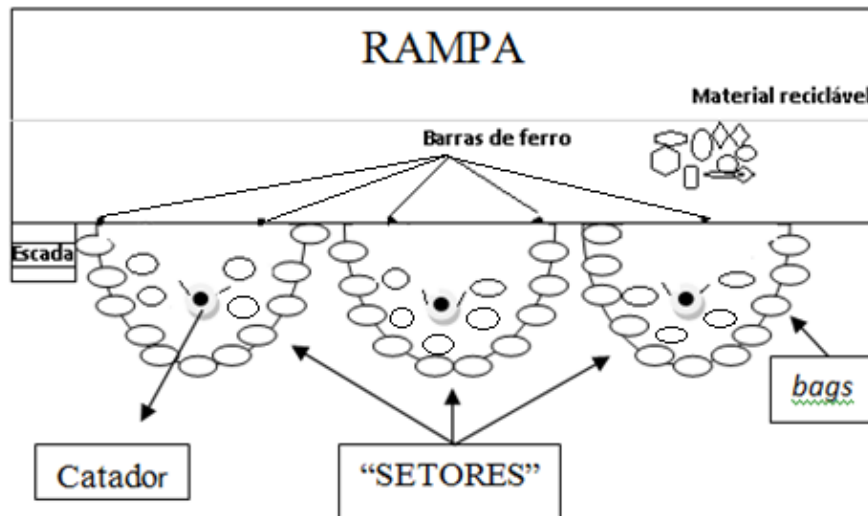 RAMPA
Material reciclável
Barras de ferro
Escada
bags
Catador
“SETORES”